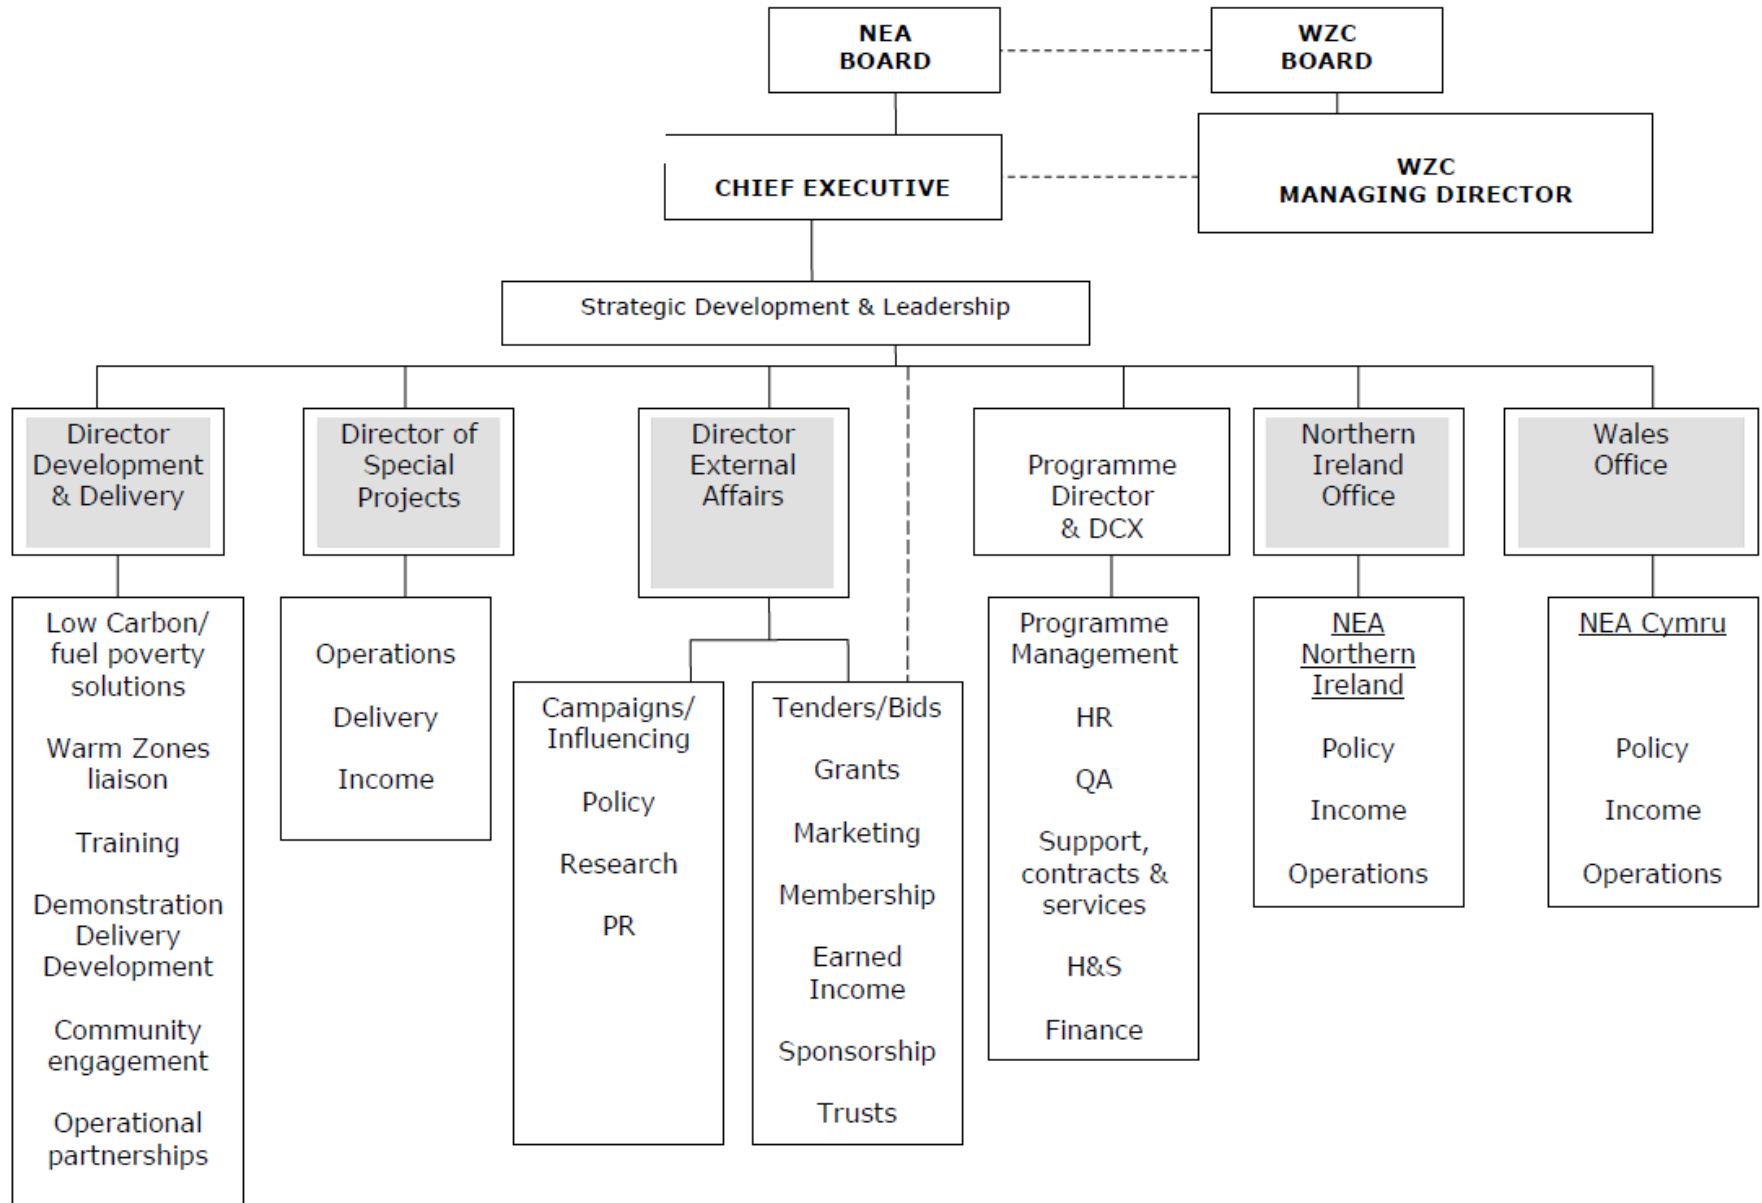 NEA
BOARD
WZC
BOARD
CHIEF EXECUTIVE
WZC
MANAGING DIRECTOR
Strategic Development & Leadership
Director
Development
& Delivery
Director of
Special
Projects
Director
External
Affairs
Programme
Director
& DCX
Northern
Ireland
Office
Wales
Office
Low Carbon/
fuel poverty
solutions
Warm Zones
liaison
Training
Demonstration
Delivery
Development
Community
engagement
Operational
partnerships
Operations
Delivery
Income
Campaigns/
Influencing
Policy
Research
PR
Tenders/Bids
Grants
Marketing
Membership
Earned
Income
Sponsorship
Trusts
Programme
Management
HR
QA
Support,
contracts &
services
H&S
Finance
NEA
Northern
Ireland
Policy
Income
Operations
NEA Cymru
Policy
Income
Operations